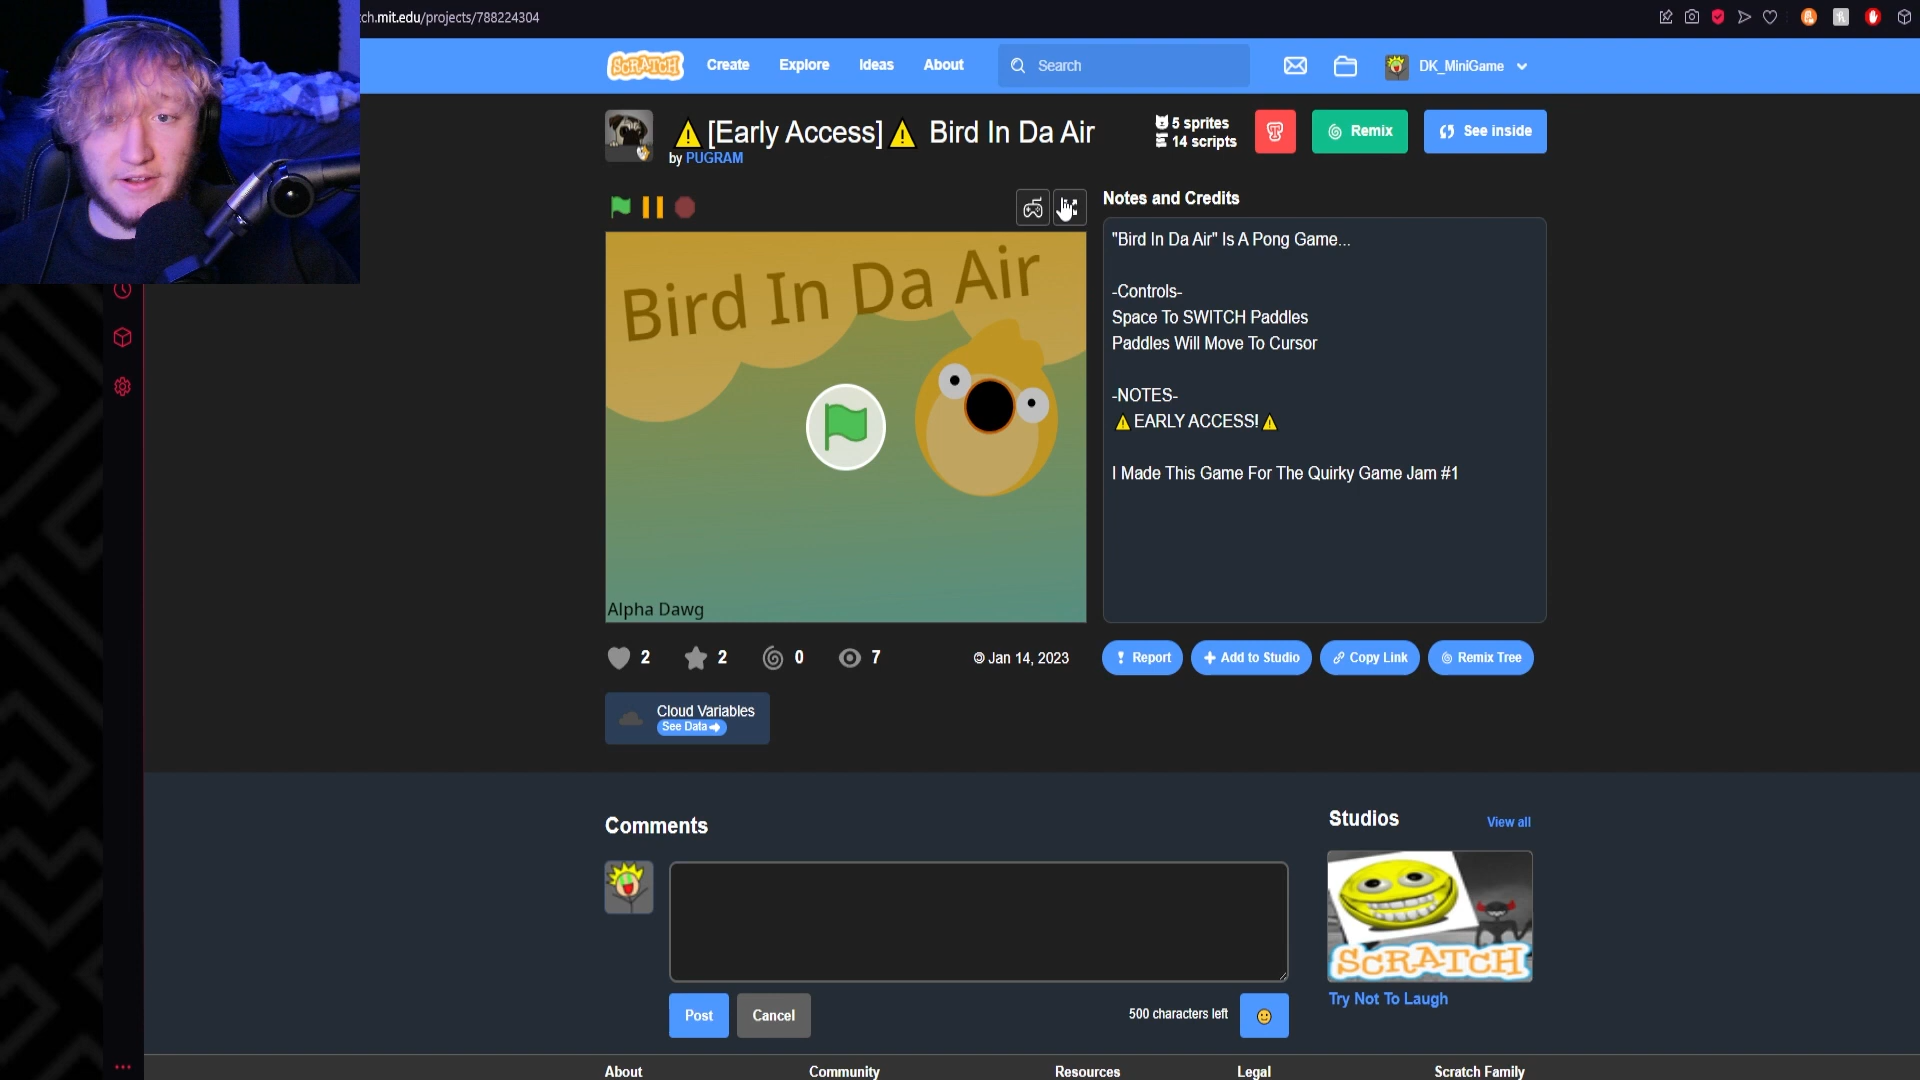 ch.mit.edu/projects/788224304
SCRATCH
Create
Explore
Ideas
About
Search
DK_MiniGame
[Early Access] Bird In Da Air
by PUGRAM
5 sprites
14 scripts
Remix
See inside
Notes and Credits
"Bird In Da Air" Is A Pong Game...
-Controls-
Space To SWITCH Paddles
Paddles Will Move To Cursor
-NOTES-
⚠EARLY ACCESS!⚠
I Made This Game For The Quirky Game Jam #1
Bird In Da Air
Alpha Dawg
2
2
0
7
© Jan 14, 2023
Report
Add to Studio
Copy Link
Remix Tree
Cloud Variables
See Data
Comments
Post
Cancel
500 characters left
Studios
View all
SCRATCH
Try Not To Laugh
About
Community
Resources
Legal
Scratch Family